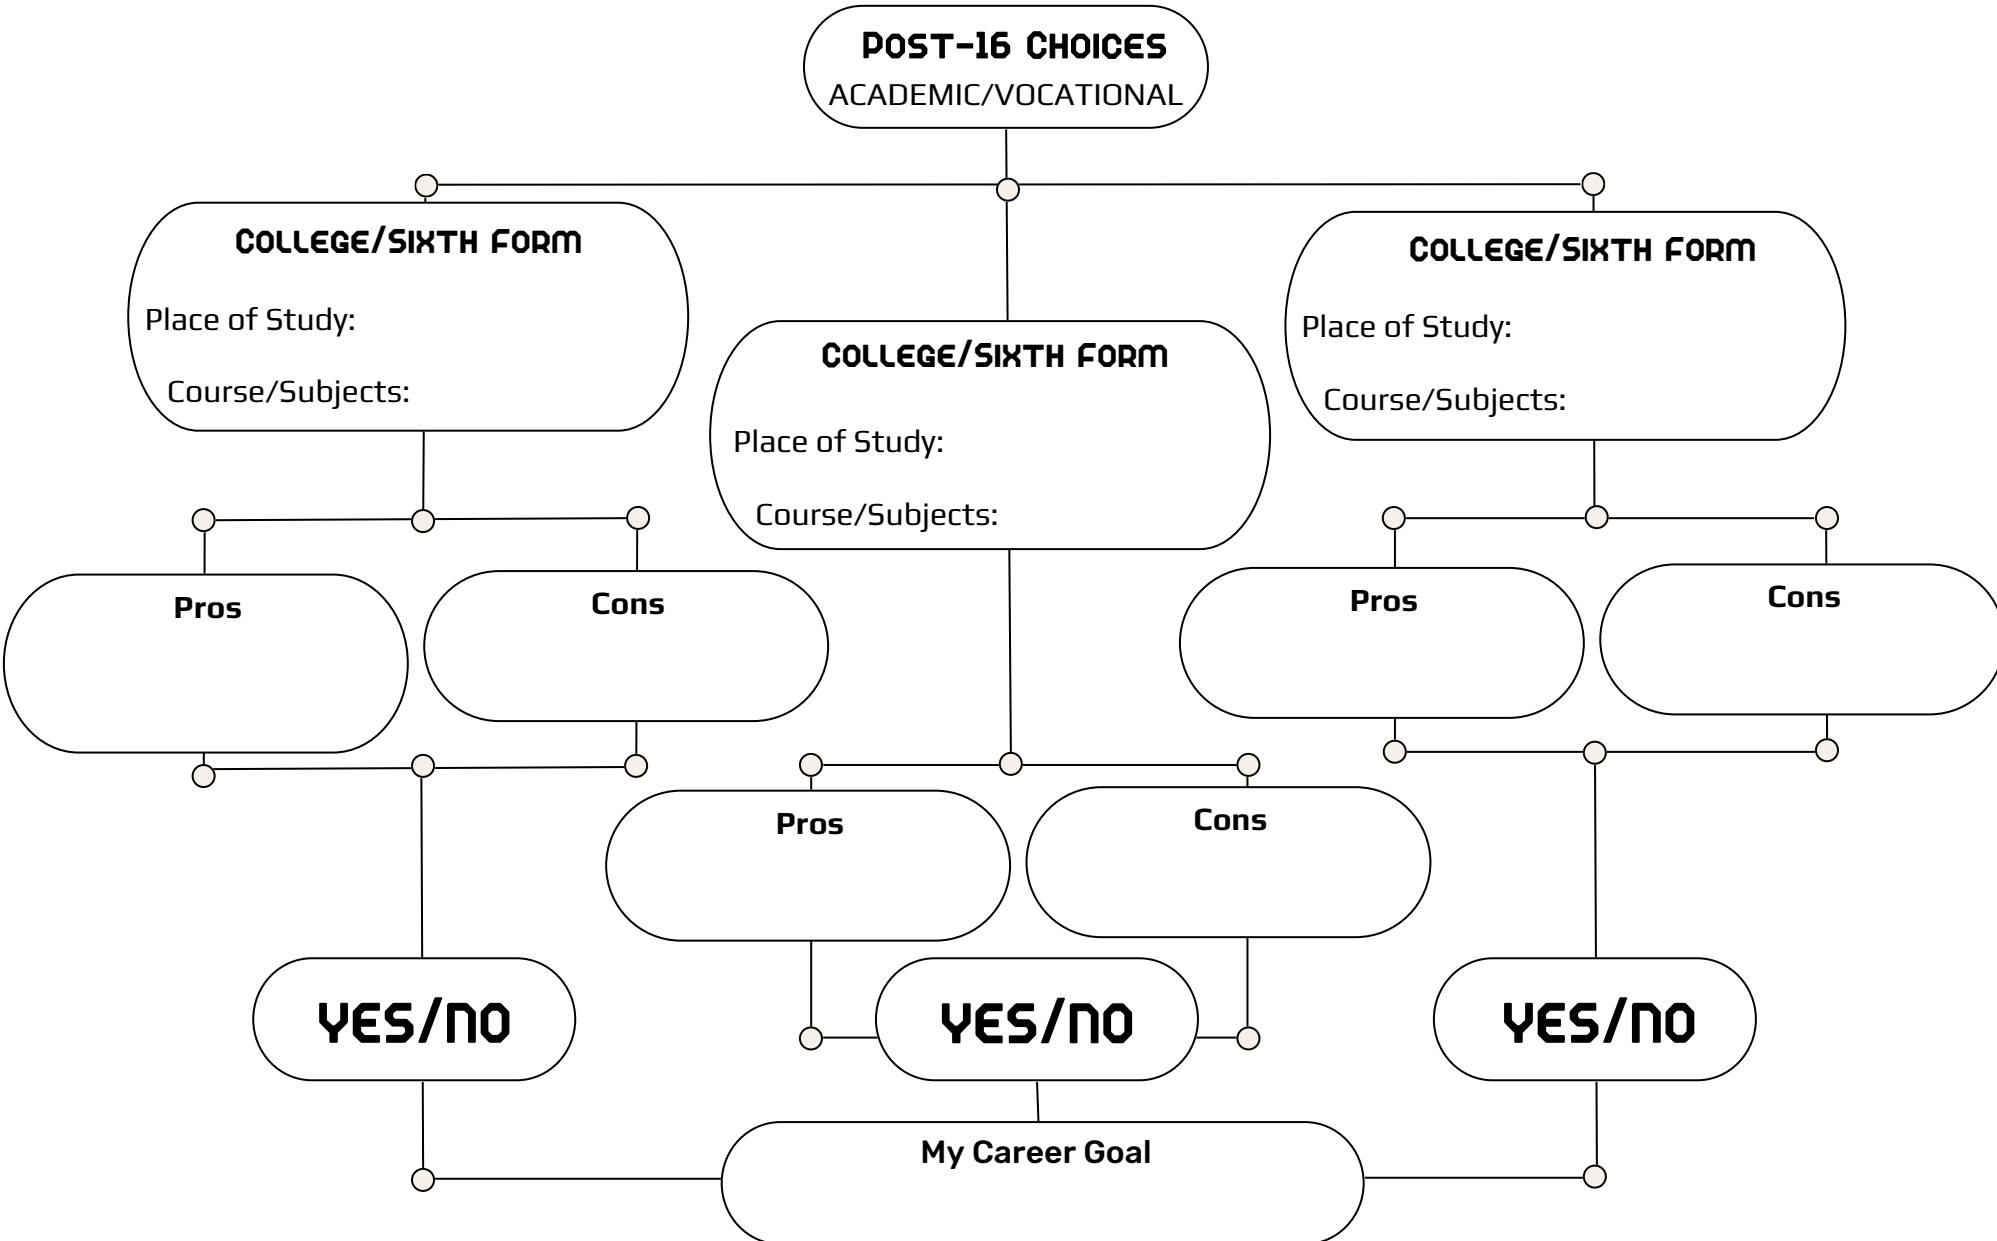 POST-16 CHOICES
ACADEMIC/VOCATIONAL
COLLEGE/SIXTH FORM
Place of Study:
Course/Subjects:
COLLEGE/SIXTH FORM
Place of Study:
Course/Subjects:
COLLEGE/SIXTH FORM
Place of Study:
Course/Subjects:
Pros
Cons
Pros
Cons
Pros
Cons
YES/NO
YES/NO
YES/NO
My Career Goal